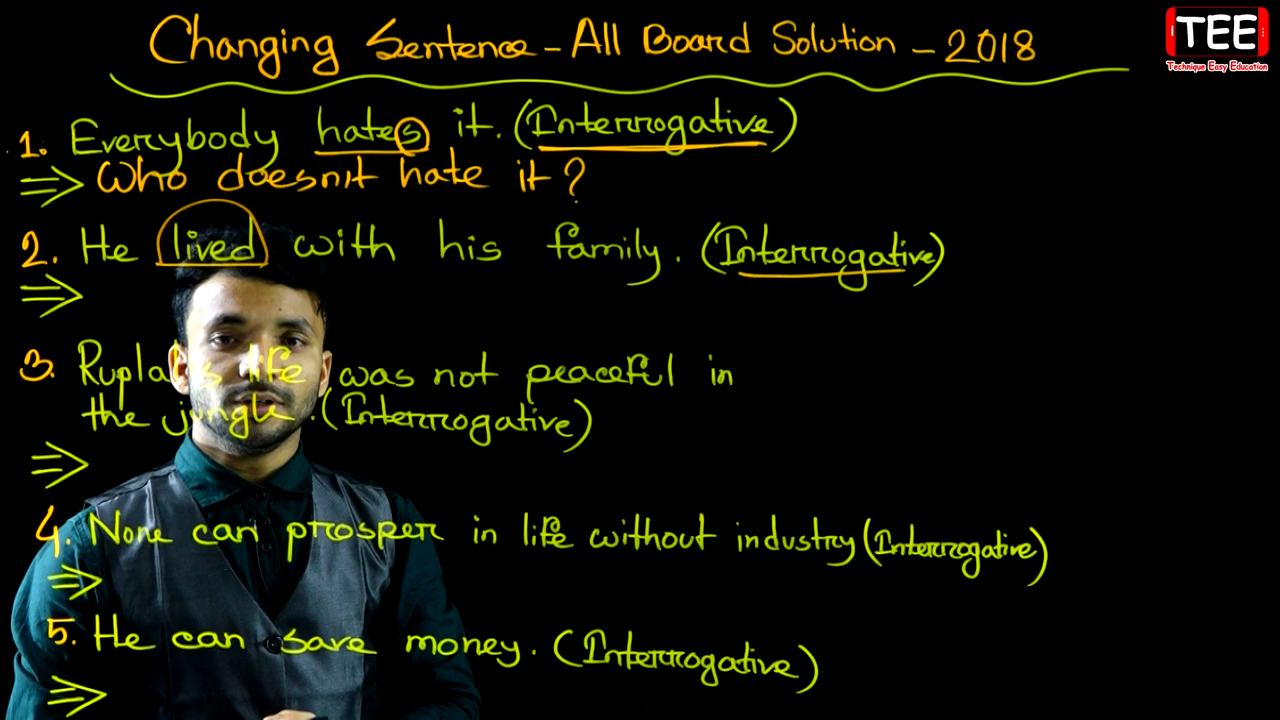 Changing Sentence - All Board Solution - 2018
TEE
Technique Easy Education
1. Everybody hates it. (Interrogative)
⇒ Who doesn't hate it?
2. He lived with his family. (Interrogative)
⇒
3. life was not peaceful in
the jungle. (Interrogative)
⇒
4. None can prosper in life without industry (Interrogative)
⇒
5. He can save money. (Interrogative)
⇒